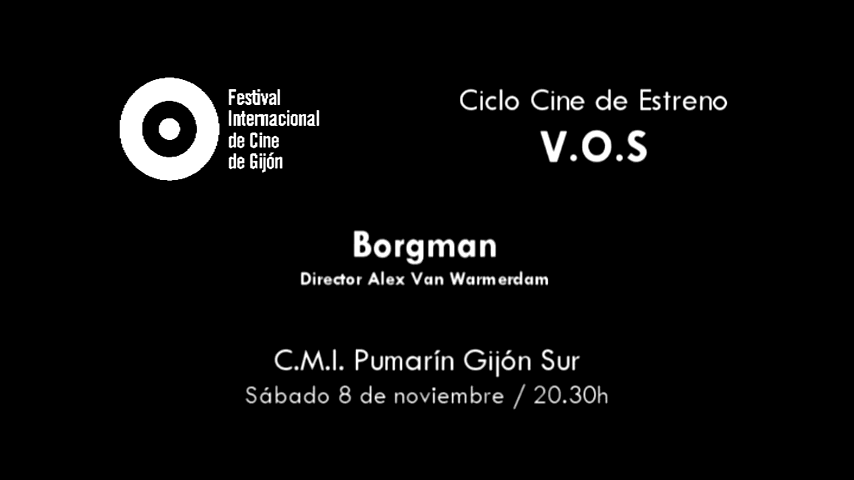 Festival
Internacional
de Cine
de Gijón
Ciclo Cine de Estreno
V.O.S
Borgman
Director Alex Van Warmerdam
C.M.I. Pumarín Gijón Sur
Sábado 8 de noviembre / 20.30h